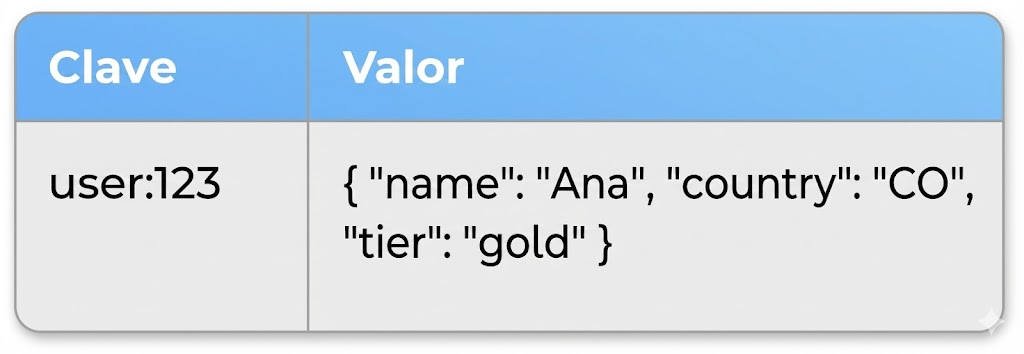 Clave
Valor
user:123
{ "name": "Ana", "country": "CO",
"tier": "gold" }